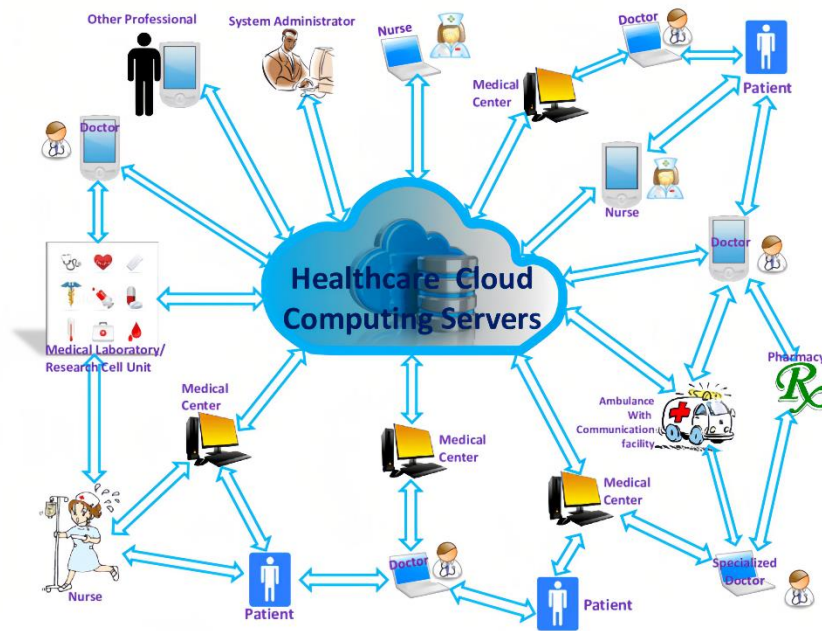 Other Professional
System Administrator
Nurse
Doctor
Medical
Center
Patient
Doctor
Nurse
Doctor
Healthcare Cloud
Computing Servers
Medical Laboratory/
Research Cell Unit
Pharmacy
Rx
Medical
Center
Ambulance
With
Communication
facility
Medical
Center
Medical
Center
Nurse
Patient
Doctor
Patient
Specialized
Doctor